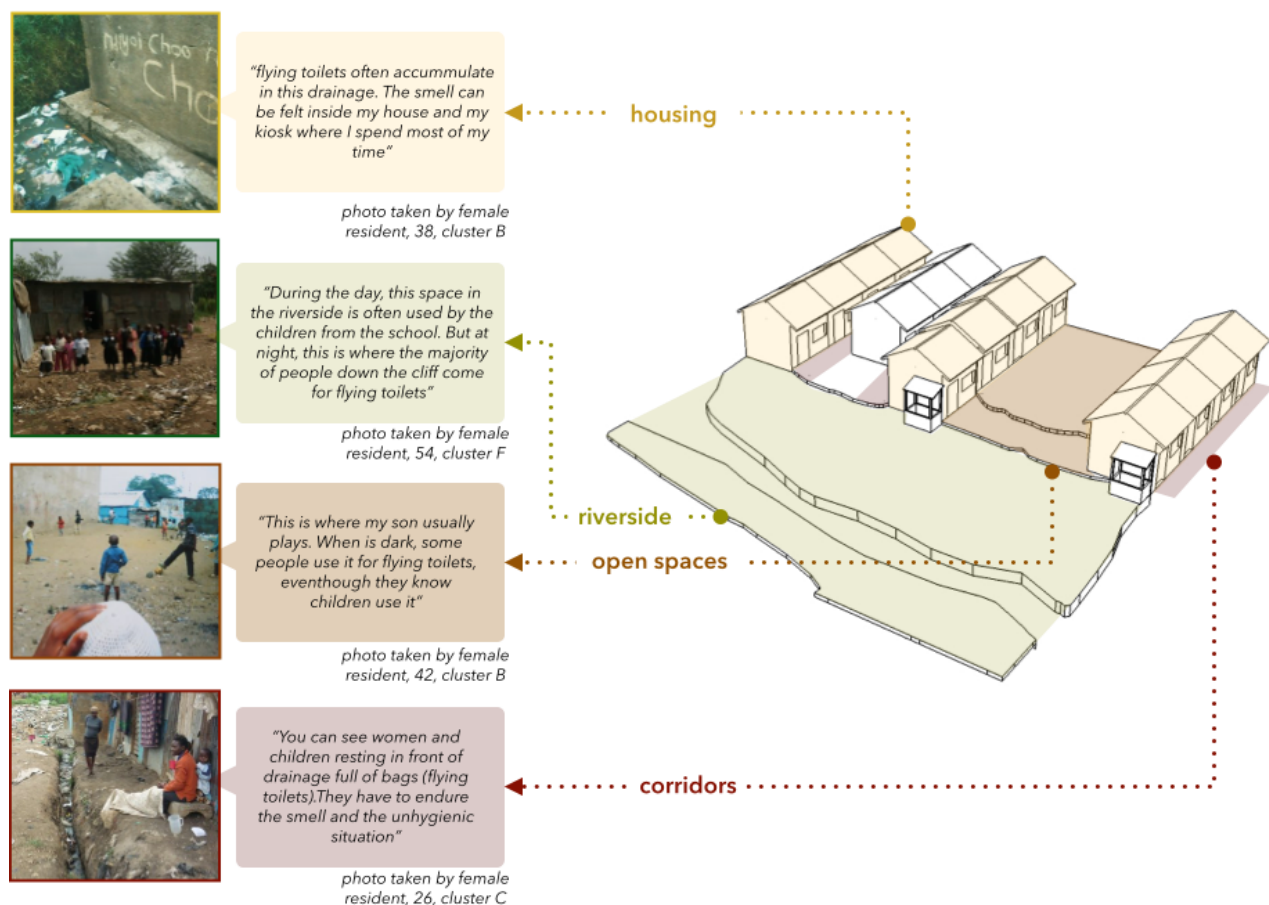 Cho
"flying toilets often accummulate
in this drainage. The smell can
be felt inside my house and my
kiosk where I spend most of my
time"
photo taken by female
resident, 38, cluster B
housing
"During the day, this space in
the riverside is often used by the
children from the school. But at
night, this is where the majority
of people down the cliff come
for flying toilets"
photo taken by female
resident, 54, cluster F
riverside
"This is where my son usually
plays. When is dark, some
people use it for flying toilets,
eventhough they know
children use it"
photo taken by female
resident, 42, cluster B
open spaces
"You can see women and
children resting in front of
drainage full of bags (flying
toilets).They have to endure
the smell and the unhygienic
situation"
photo taken by female
resident, 26, cluster C
corridors